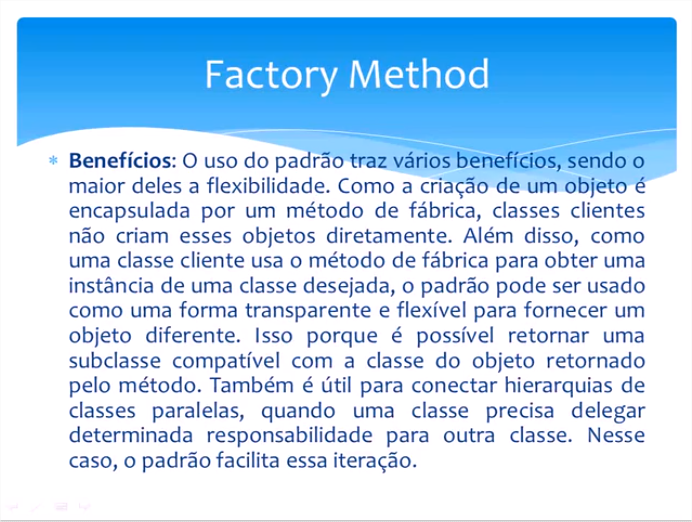 Factory Method
* Benefícios: O uso do padrão traz vários benefícios, sendo o
maior deles a flexibilidade. Como a criação de um objeto é
encapsulada por um método de fábrica, classes clientes
não criam esses objetos diretamente. Além disso, como
uma classe cliente usa o método de fábrica para obter uma
instância de uma classe desejada, o padrão pode ser usado
como uma forma transparente e flexível para fornecer um
objeto diferente. Isso porque é possível retornar uma
subclasse compatível com a classe do objeto retornado
pelo método. Também é útil para conectar hierarquias de
classes paralelas, quando uma classe precisa delegar
determinada responsabilidade para outra classe. Nesse
caso, o padrão facilita essa iteração.